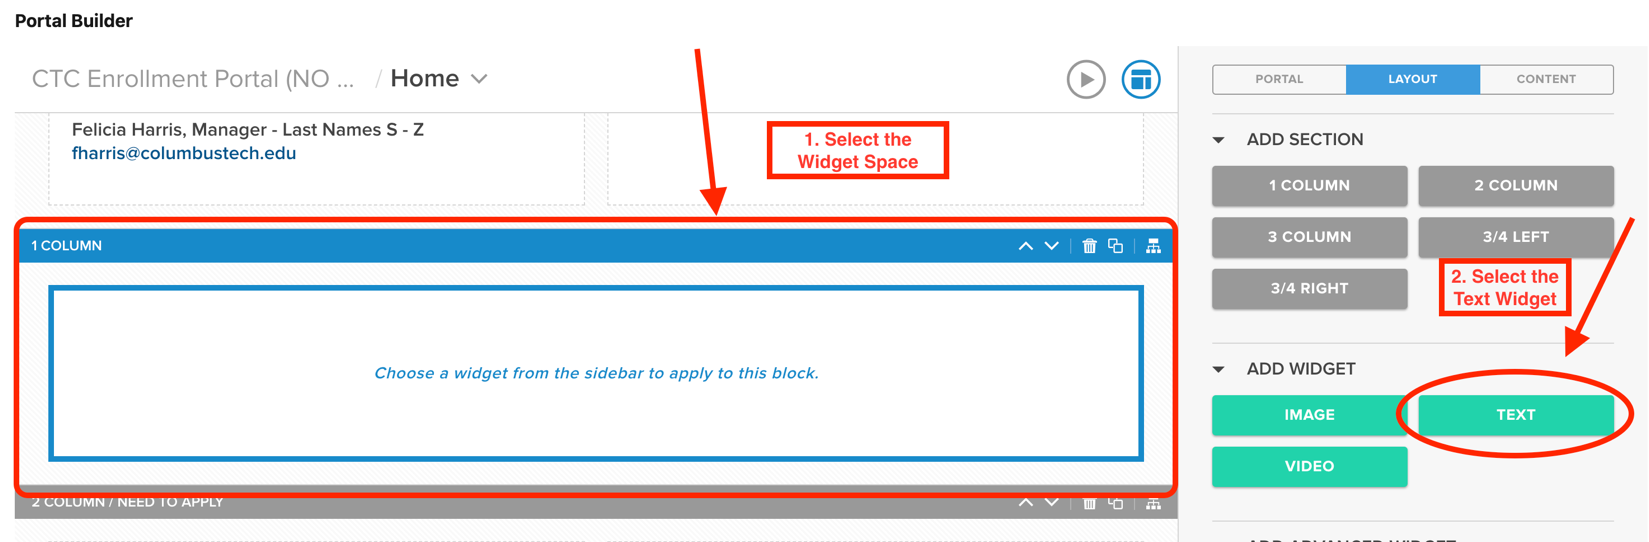 Portal Builder
CTC Enrollment Portal (NO ... / Home
PORTAL LAYOUT CONTENT
Felicia Harris, Manager - Last Names S - Z
fharris@columbustech.edu
1. Select the
Widget Space
ADD SECTION
1 COLUMN 2 COLUMN
3 COLUMN 3/4 LEFT
3/4 RIGHT
2. Select the
Text Widget
1 COLUMN
Choose a widget from the sidebar to apply to this block.
ADD WIDGET
IMAGE TEXT
VIDEO
2 COLUMN / NEED TO APPLY
ADD ADVANCED WIDGET